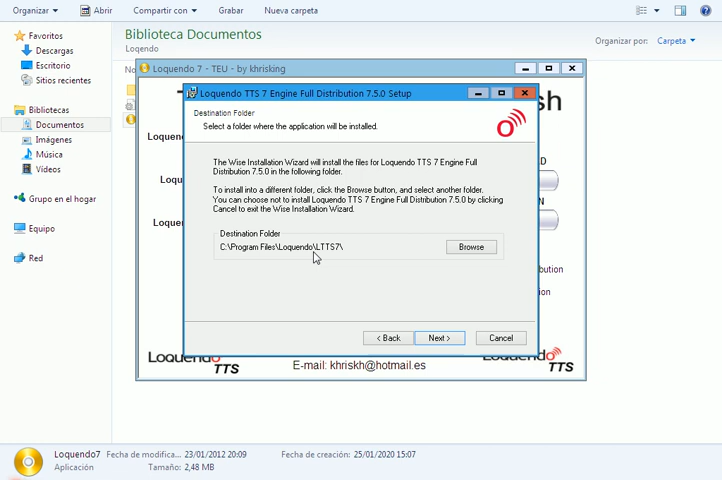 Organizar
Abrir
Compartir con
Grabar
Nueva carpeta
Favoritos
Descargas
Escritorio
Sitios recientes
Bibliotecas
Documentos
Imágenes
Música
Vídeos
Grupo en el hogar
Equipo
Red
Biblioteca Documentos
Loqendo
Organizar por: Carpeta
No
Loquendo 7 - TEU - by khrisking
Loquendo TTS 7 Engine Full Distribution 7.5.0 Setup
Destination Folder
Select a folder where the application will be installed.
The Wise Installation Wizard will install the files for Loquendo TTS 7 Engine Full
Distribution 7.5.0 in the following folder.
To install into a different folder, click the Browse button, and select another folder.
You can choose not to install Loquendo TTS 7 Engine Full Distribution 7.5.0 by clicking
Cancel to exit the Wise Installation Wizard.
Destination Folder
C:\Program Files\Loquendo\LTTS7\
Browse
< Back
Next >
Cancel
Loquendo TTS
E-mail: khriskh@hotmail.es
TTS
Loquendo7
Fecha de modifica... 23/01/2012 20:09
Fecha de creación: 25/01/2020 15:07
Aplicación
Tamaño: 2,48 MB